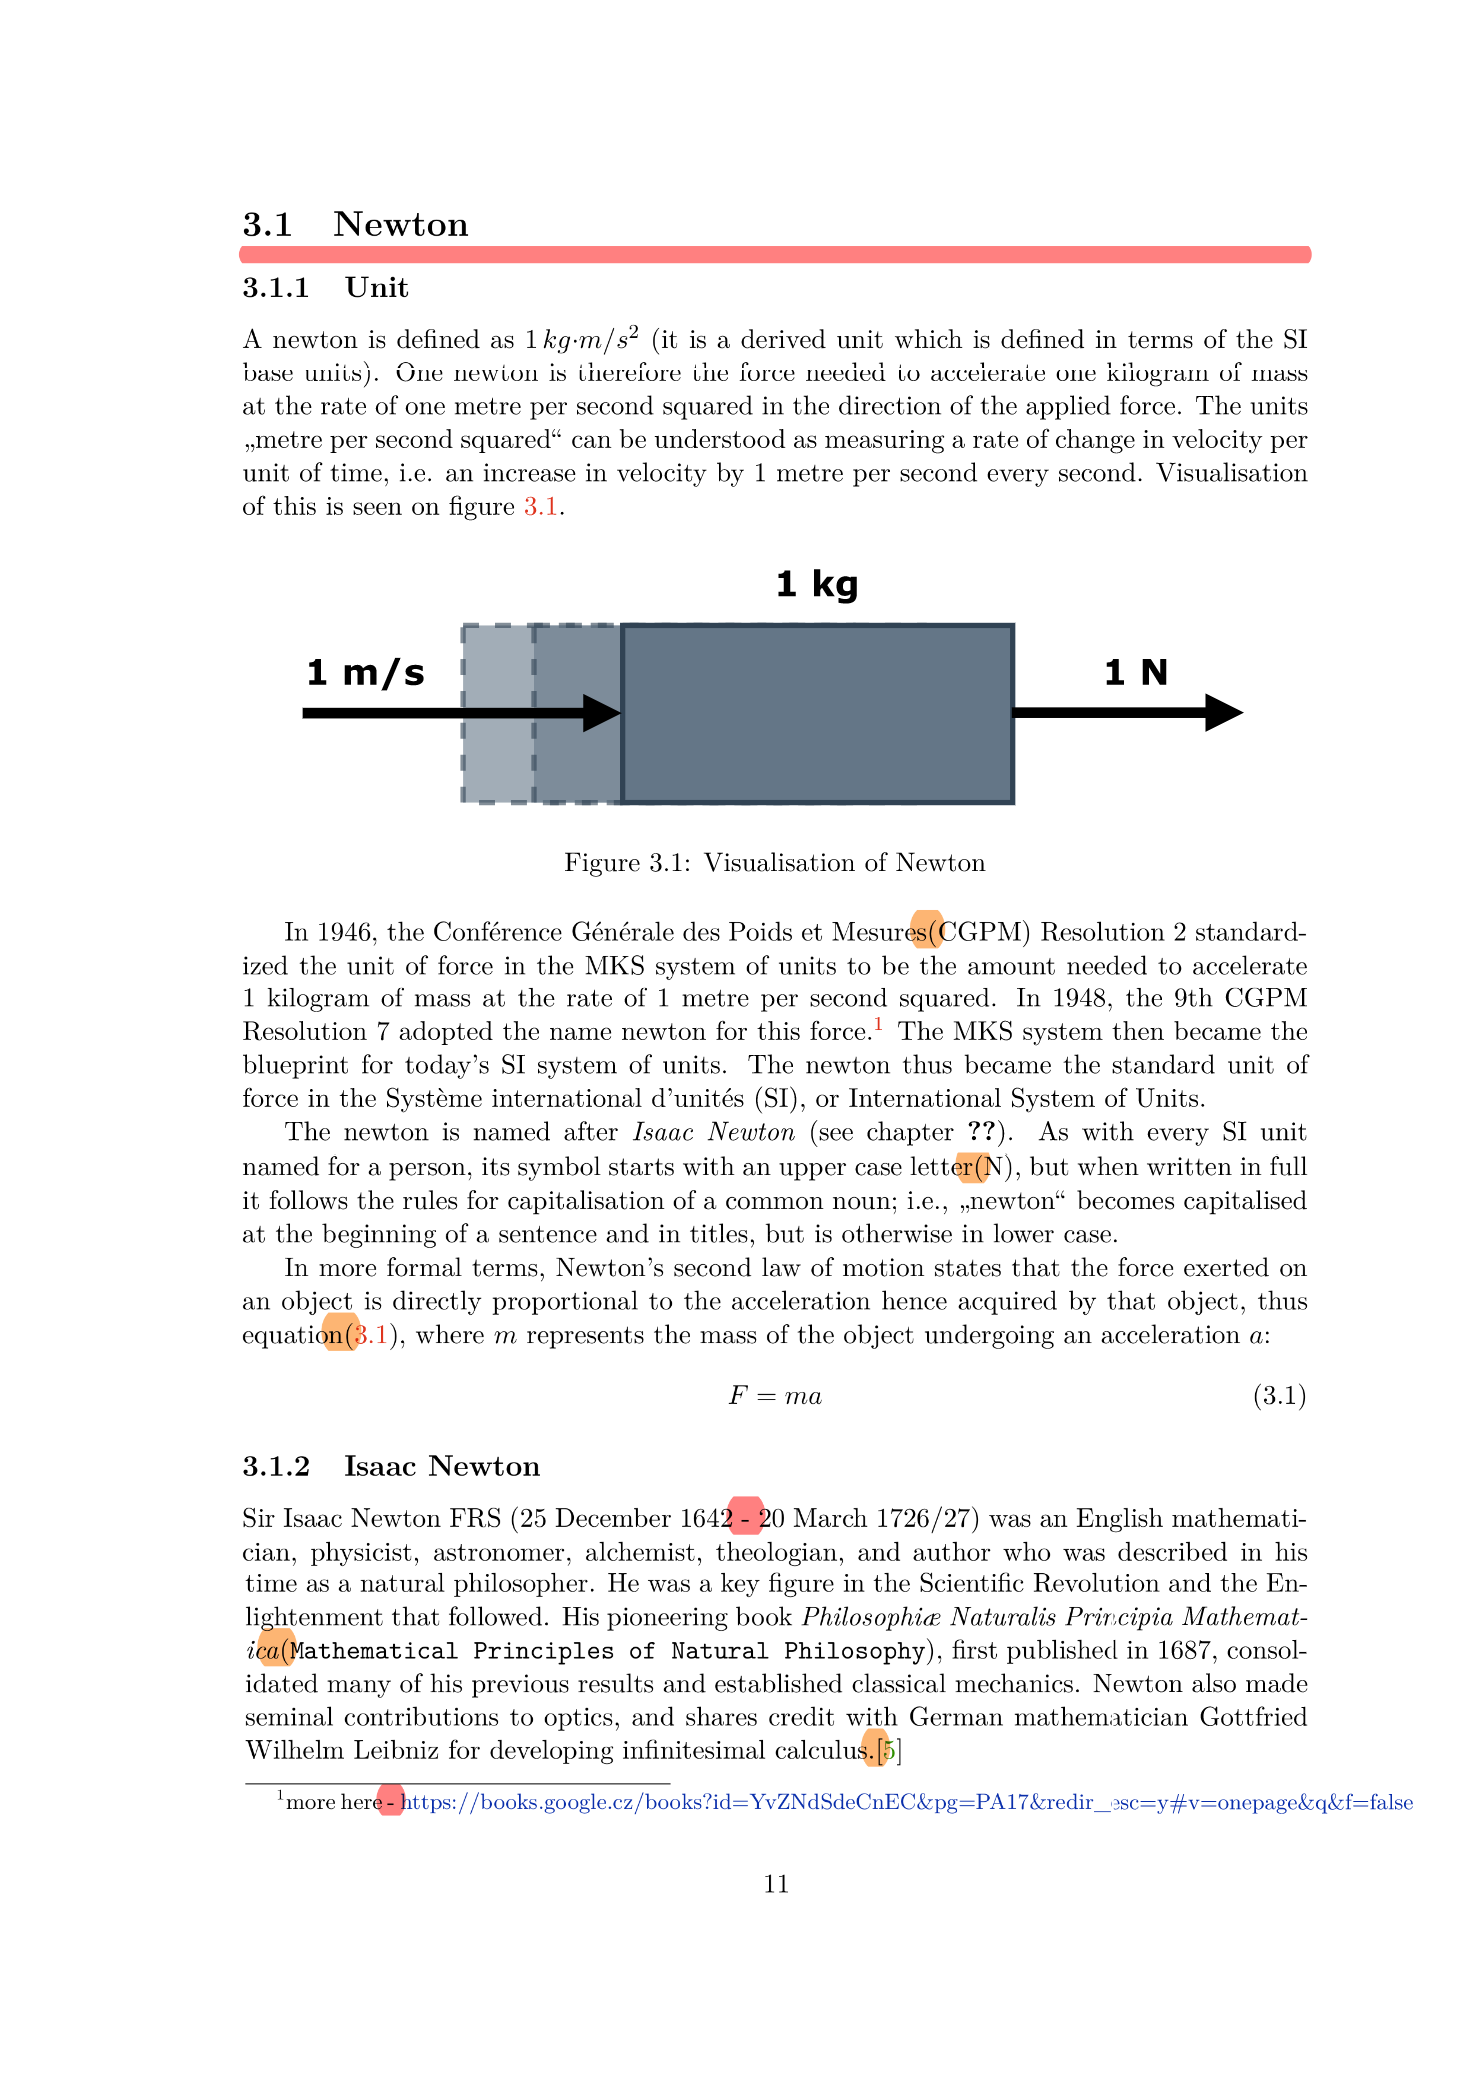 3.1 Newton
3.1.1 Unit
A newton is defined as 1 kg·m/s² (it is a derived unit which is defined in terms of the SI
base units). One newton is therefore the force needed to accelerate one kilogram of mass
at the rate of one metre per second squared in the direction of the applied force. The units
„metre per second squared“ can be understood as measuring a rate of change in velocity per
unit of time, i.e. an increase in velocity by 1 metre per second every second. Visualisation
of this is seen on figure 3.1.
1 kg
1 m/s
1 N
Figure 3.1: Visualisation of Newton
In 1946, the Conférence Générale des Poids et Mesures(CGPM) Resolution 2 standard-
ized the unit of force in the MKS system of units to be the amount needed to accelerate
1 kilogram of mass at the rate of 1 metre per second squared. In 1948, the 9th CGPM
Resolution 7 adopted the name newton for this force.¹ The MKS system then became the
blueprint for today's SI system of units. The newton thus became the standard unit of
force in the Système international d'unités (SI), or International System of Units.
The newton is named after Isaac Newton (see chapter ??). As with every SI unit
named for a person, its symbol starts with an upper case letter(N), but when written in full
it follows the rules for capitalisation of a common noun; i.e., „newton“ becomes capitalised
at the beginning of a sentence and in titles, but is otherwise in lower case.
In more formal terms, Newton's second law of motion states that the force exerted on
an object is directly proportional to the acceleration hence acquired by that object, thus
equation(3.1), where m represents the mass of the object undergoing an acceleration a:
F = ma (3.1)
3.1.2 Isaac Newton
Sir Isaac Newton FRS (25 December 1642 - 20 March 1726/27) was an English mathemati-
cian, physicist, astronomer, alchemist, theologian, and author who was described in his
time as a natural philosopher. He was a key figure in the Scientific Revolution and the En-
lightenment that followed. His pioneering book Philosophiæ Naturalis Principia Mathemat-
ica(Mathematical Principles of Natural Philosophy), first published in 1687, consol-
idated many of his previous results and established classical mechanics. Newton also made
seminal contributions to optics, and shares credit with German mathematician Gottfried
Wilhelm Leibniz for developing infinitesimal calculus.[5]
¹more here - https://books.google.cz/books?id=YvZNdSdeCnEC&pg=PA17&redir_esc=y#v=onepage&q&f=false
11